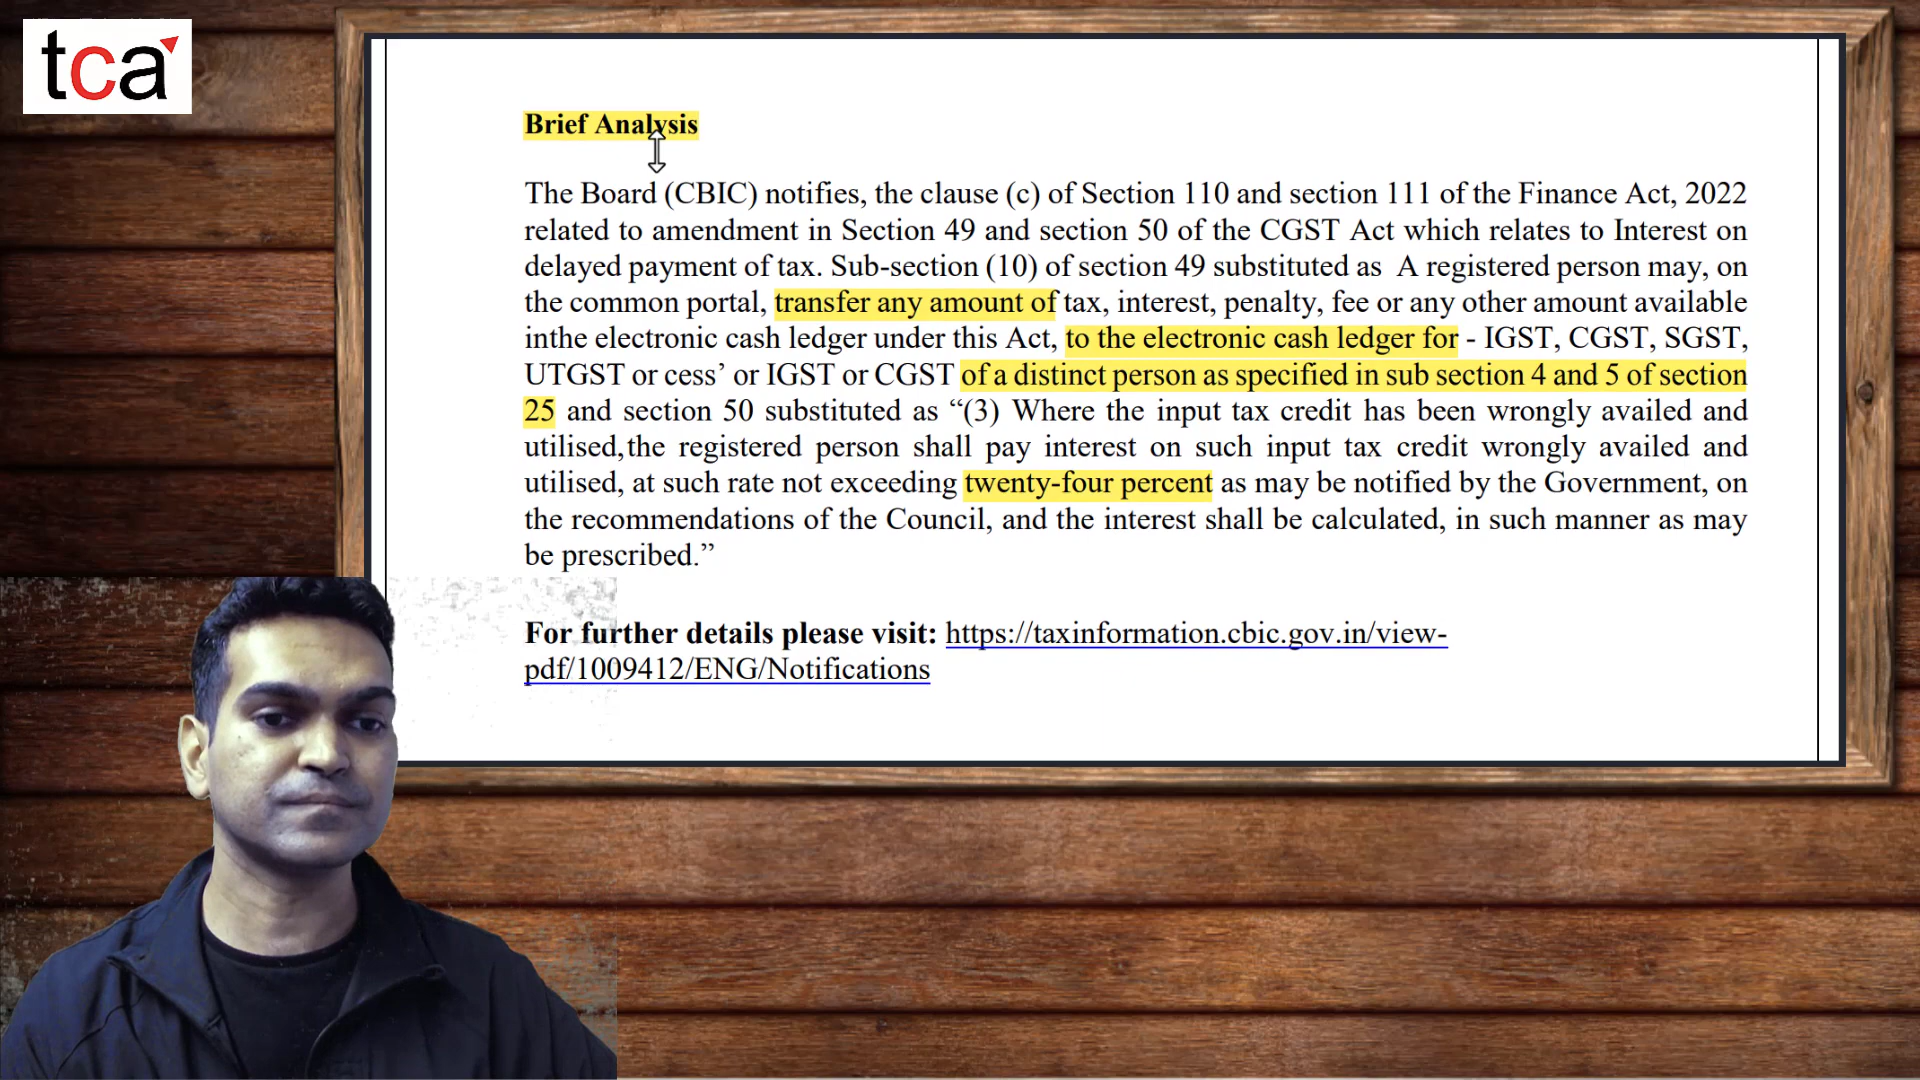 tca
Brief Analysis
The Board (CBIC) notifies, the clause (c) of Section 110 and section 111 of the Finance Act, 2022
related to amendment in Section 49 and section 50 of the CGST Act which relates to Interest on
delayed payment of tax. Sub-section (10) of section 49 substituted as A registered person may, on
the common portal, transfer any amount of tax, interest, penalty, fee or any other amount available
inthe electronic cash ledger under this Act, to the electronic cash ledger for - IGST, CGST, SGST,
UTGST or cess’ or IGST or CGST of a distinct person as specified in sub section 4 and 5 of section
25 and section 50 substituted as “(3) Where the input tax credit has been wrongly availed and
utilised,the registered person shall pay interest on such input tax credit wrongly availed and
utilised, at such rate not exceeding twenty-four percent as may be notified by the Government, on
the recommendations of the Council, and the interest shall be calculated, in such manner as may
be prescribed.”
For further details please visit: https://taxinformation.cbic.gov.in/view-
pdf/1009412/ENG/Notifications